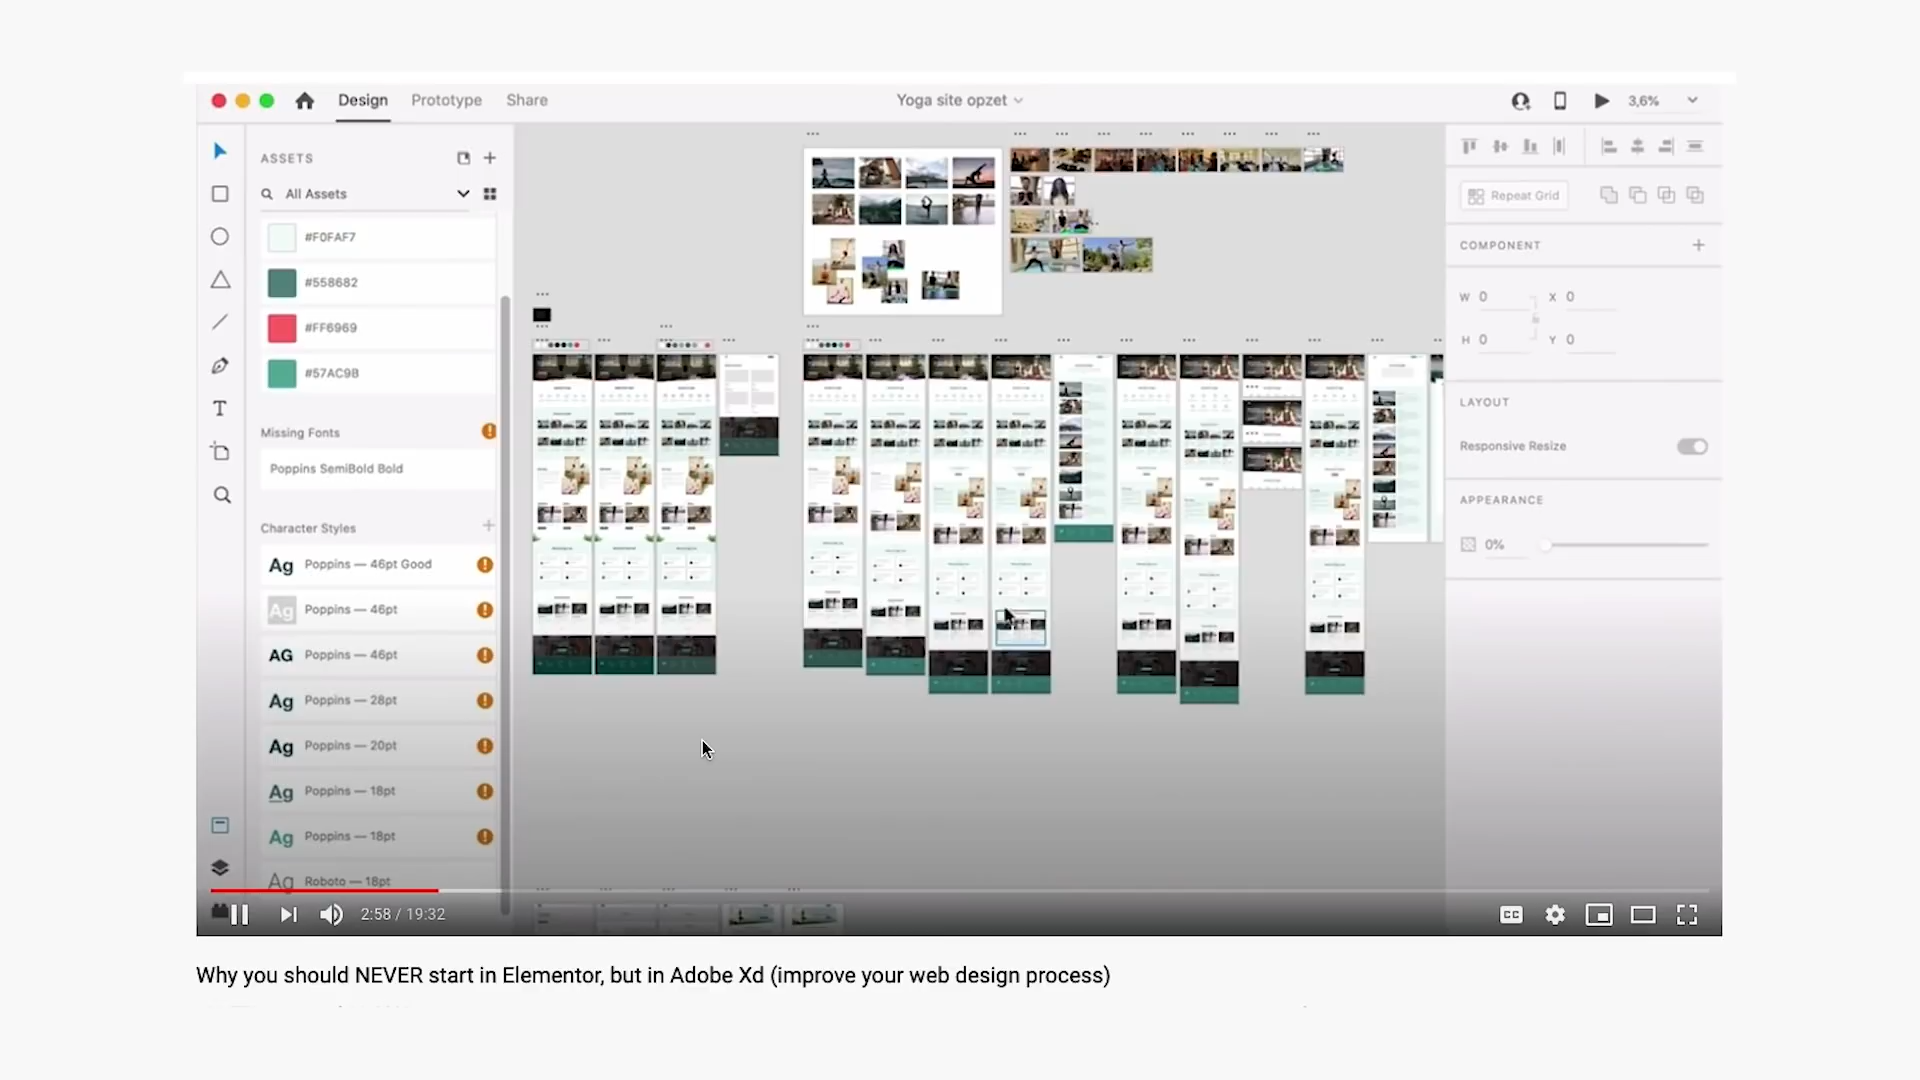 Design Prototype Share
Yoga site opzet
3,6%
ASSETS
All Assets
#F0FAF7
#558682
#FF6969
#57AC9B
Missing Fonts
Poppins SemiBold Bold
Character Styles
Ag Poppins — 46pt Good
Ag Poppins — 46pt
AG Poppins — 46pt
Ag Poppins — 28pt
Ag Poppins — 20pt
Ag Poppins — 18pt
Ag Poppins — 18pt
Ag Roboto — 18pt
Repeat Grid
COMPONENT
W 0 X 0
H 0 Y 0
LAYOUT
Responsive Resize
APPEARANCE
0%
2:58 / 19:32
CC
Why you should NEVER start in Elementor, but in Adobe Xd (improve your web design process)